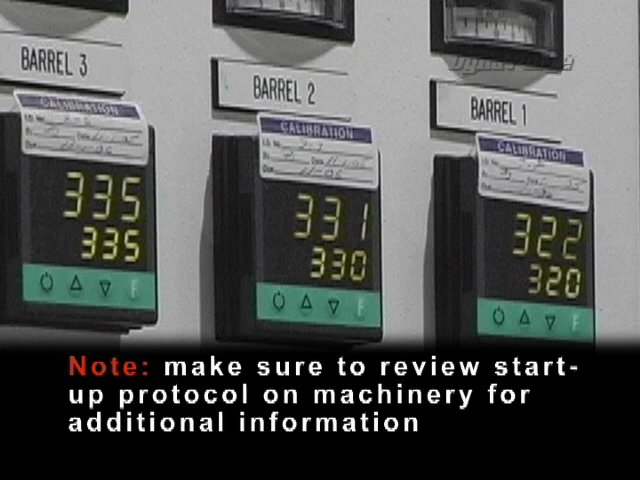 BARREL 3
BARREL 2
BARREL 1
CALIBRATION
CALIBRATION
CALIBRATION
335
335
331
330
322
320
F
F
F
Note: make sure to review start-
up protocol on machinery for
additional information